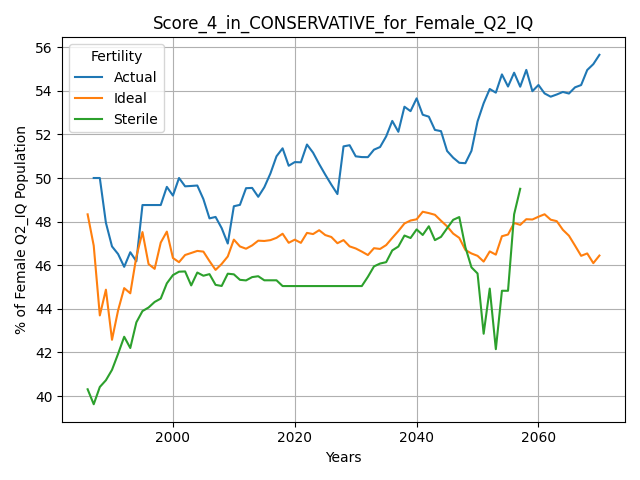 Score_4_in_CONSERVATIVE_for_Female_Q2_IQ
Fertility
Actual
Ideal
Sterile
% of Female Q2_IQ Population
56
54
52
50
48
46
44
42
40
2000 2020 2040 2060
Years